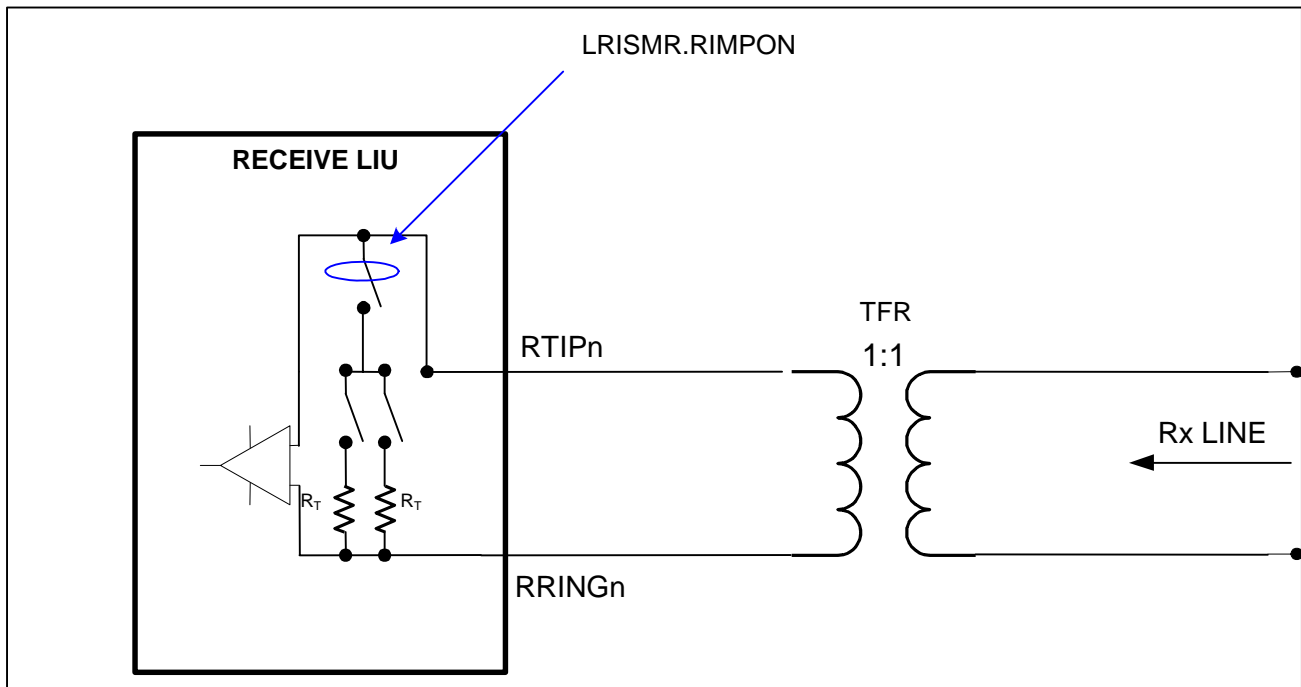 LRISMR.RIMPON
RECEIVE LIU
TFR
1:1
RTIPn
Rx LINE
RT
RT
RRINGn